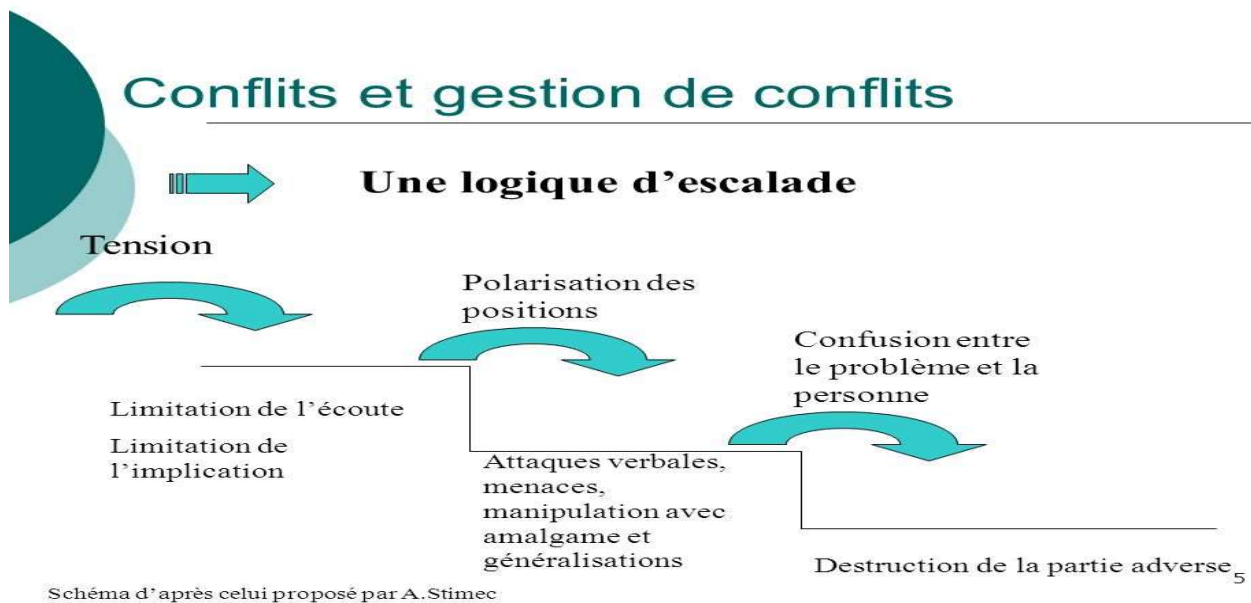 Conflits et gestion de conflits
Une logique d’escalade
Tension
Polarisation des
positions
Confusion entre
le problème et la
personne
Limitation de l’écoute
Limitation de
l’implication
Attaques verbales,
menaces,
manipulation avec
amalgame et
généralisations
Destruction de la partie adverse
5
Schéma d’après celui proposé par A.Stimec